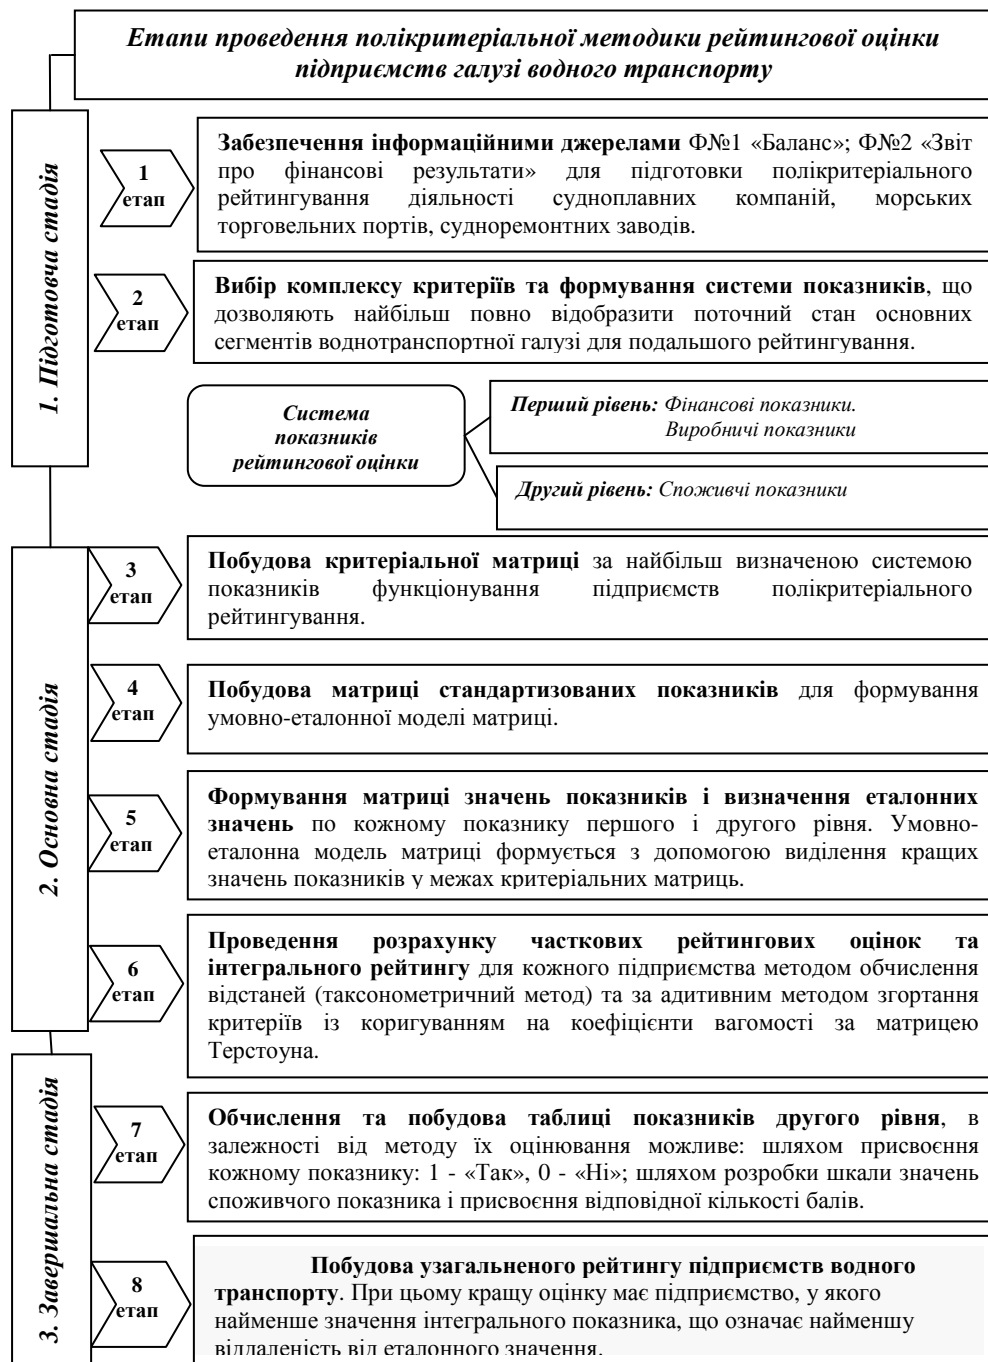 Етапи проведення полікритеріальної методики рейтингової оцінки
підприємств галузі водного транспорту
1. Підготовча стадія
1
етап
Забезпечення інформаційними джерелами Ф№1 «Баланс»; Ф№2 «Звіт
про фінансові результати» для підготовки полікритеріального
рейтингування діяльності судноплавних компаній, морських
торговельних портів, судноремонтних заводів.
2
етап
Вибір комплексу критеріїв та формування системи показників, що
дозволяють найбільш повно відобразити поточний стан основних
сегментів воднотранспортної галузі для подальшого рейтингування.
Система
показників
рейтингової оцінки
Перший рівень: Фінансові показники.
Виробничі показники
Другий рівень: Споживчі показники
2. Основна стадія
3
етап
Побудова критеріальної матриці за найбільш визначеною системою
показників функціонування підприємств полікритеріального
рейтингування.
4
етап
Побудова матриці стандартизованих показників для формування
умовно-еталонної моделі матриці.
5
етап
Формування матриці значень показників і визначення еталонних
значень по кожному показнику першого і другого рівня. Умовно-
еталонна модель матриці формується з допомогою виділення кращих
значень показників у межах критеріальних матриць.
6
етап
Проведення розрахунку часткових рейтингових оцінок та
інтегрального рейтингу для кожного підприємства методом обчислення
відстаней (таксонометричний метод) та за адитивним методом згортання
критеріїв із коригуванням на коефіцієнти вагомості за матрицею
Терстоуна.
3. Завершальна стадія
7
етап
Обчислення та побудова таблиці показників другого рівня, в
залежності від методу їх оцінювання можливе: шляхом присвоєння
кожному показнику: 1 - «Так», 0 - «Ні»; шляхом розробки шкали значень
споживчого показника і присвоєння відповідної кількості балів.
8
етап
Побудова узагальненого рейтингу підприємств водного
транспорту. При цьому кращу оцінку має підприємство, у якого
найменше значення інтегрального показника, що означає найменшу
віддаленість від еталонного значення.